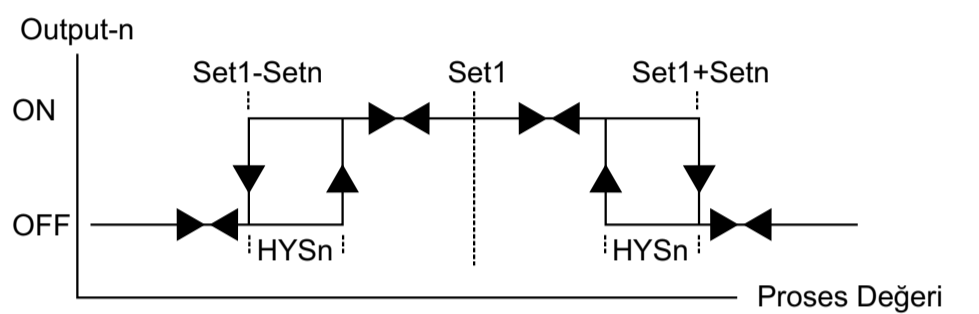 Output-n
Set1-Setn Set1 Set1+Setn
ON
OFF
HYSn HYSn
Proses Değeri